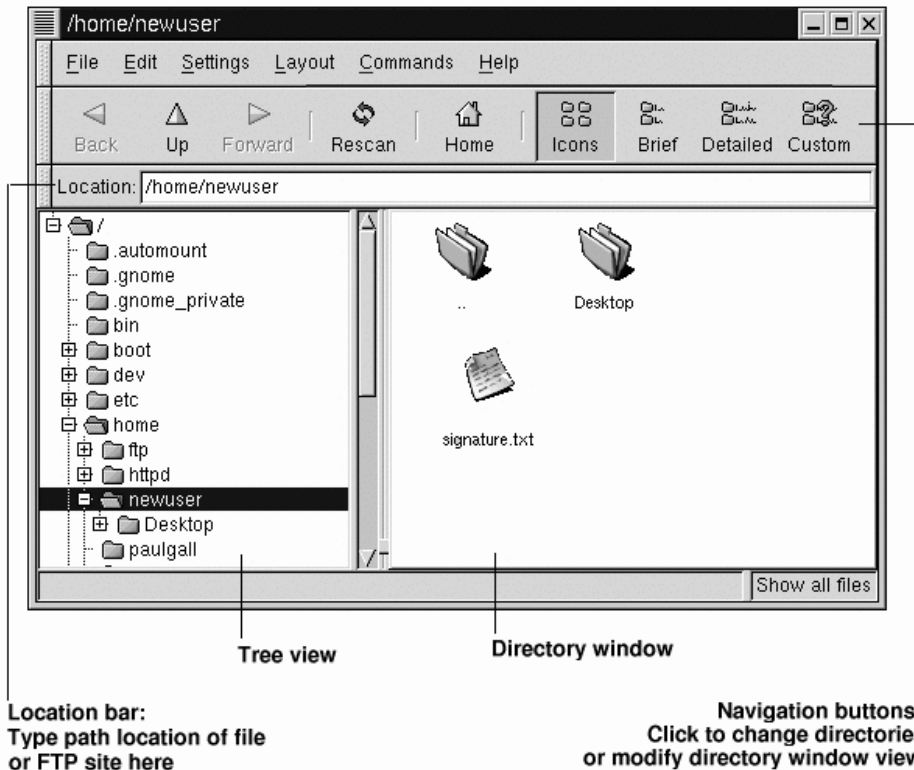 /home/newuser
File Edit Settings Layout Commands Help
Back Up Forward Rescan Home Icons Brief Detailed Custom
Location: /home/newuser
/
.automount
.gnome
.gnome_private
bin
boot
dev
etc
home
ftp
httpd
newuser
Desktop
paulgall
..
Desktop
signature.txt
Show all files
Tree view
Directory window
Location bar:
Type path location of file
or FTP site here
Navigation buttons
Click to change directorie
or modify directory window view